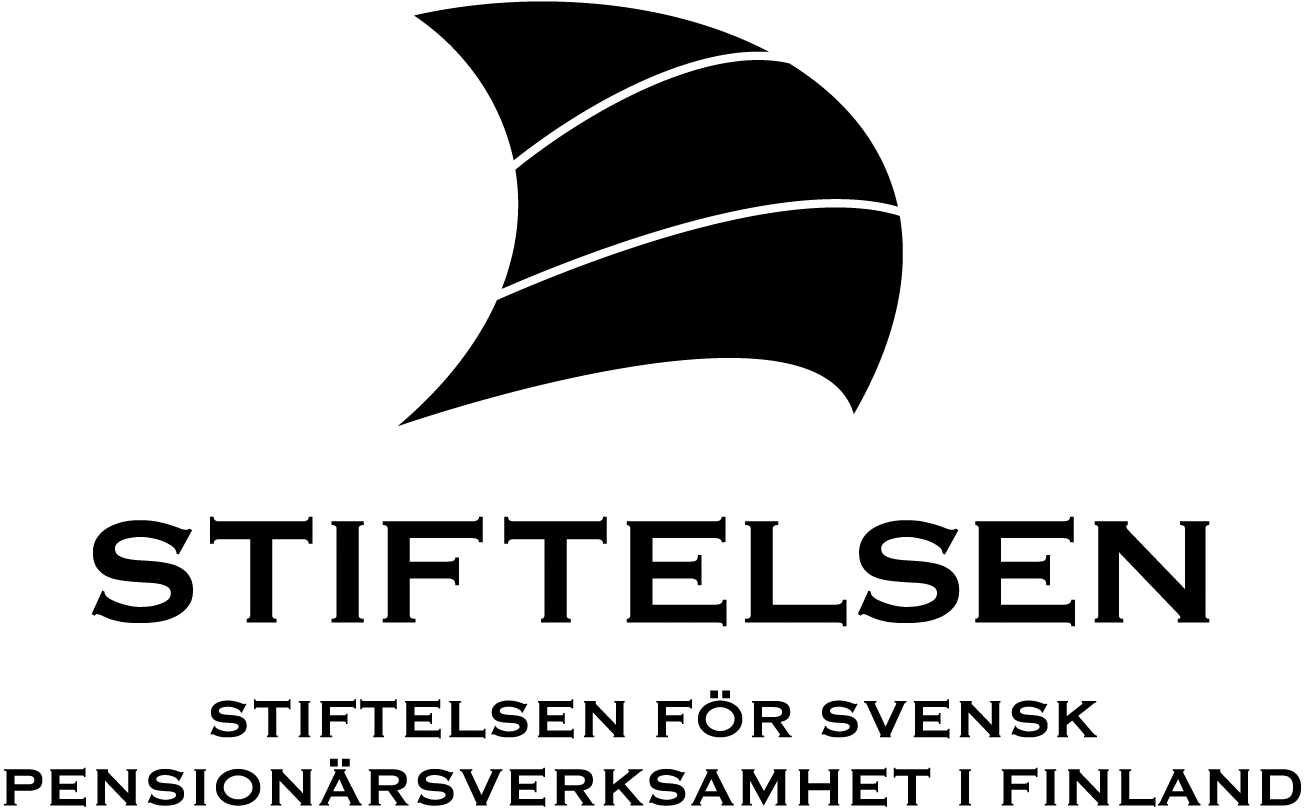 STIFTELSEN
STIFTELSEN FÖR SVENSK
PENSIONÄRSVERKSAMHET I FINLAND